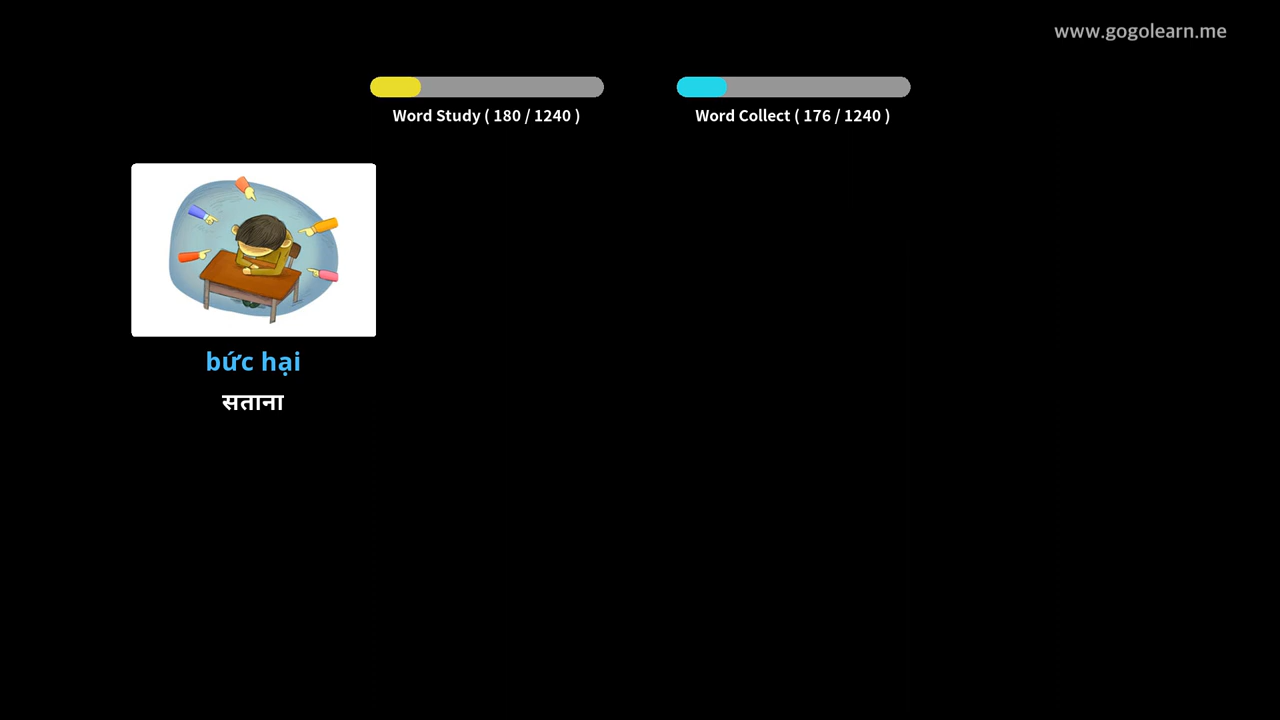 www.gogolearn.me
Word Study ( 180 / 1240 )
Word Collect ( 176 / 1240 )
bức hại
सताना